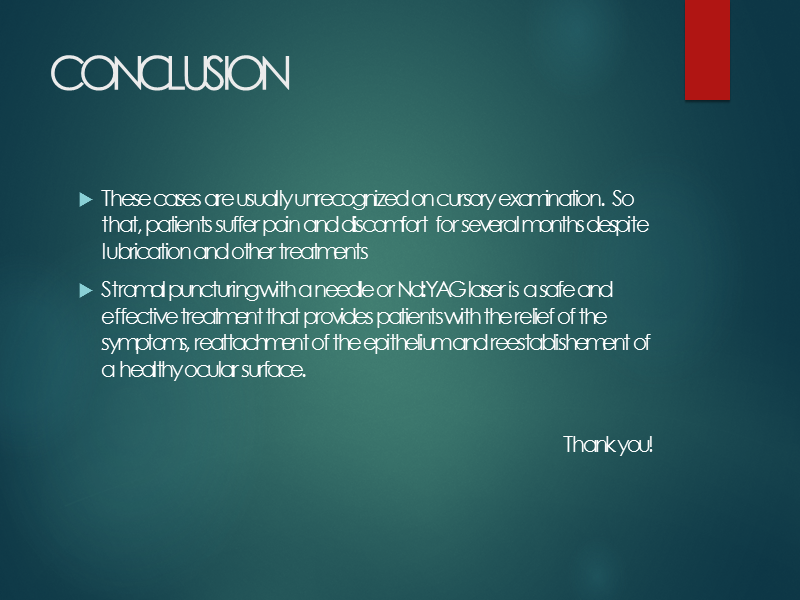 CONCLUSION
These cases are usually unrecognized on cursory examination. So
that, patients suffer pain and discomfort for several months despite
lubrication and other treatments
Stromal puncturing with a needle or Nd:YAG laser is a safe and
effective treatment that provides patients with the relief of the
symptoms, reattachment of the epithelium and reestablishement of
a healthy ocular surface.
Thank you!